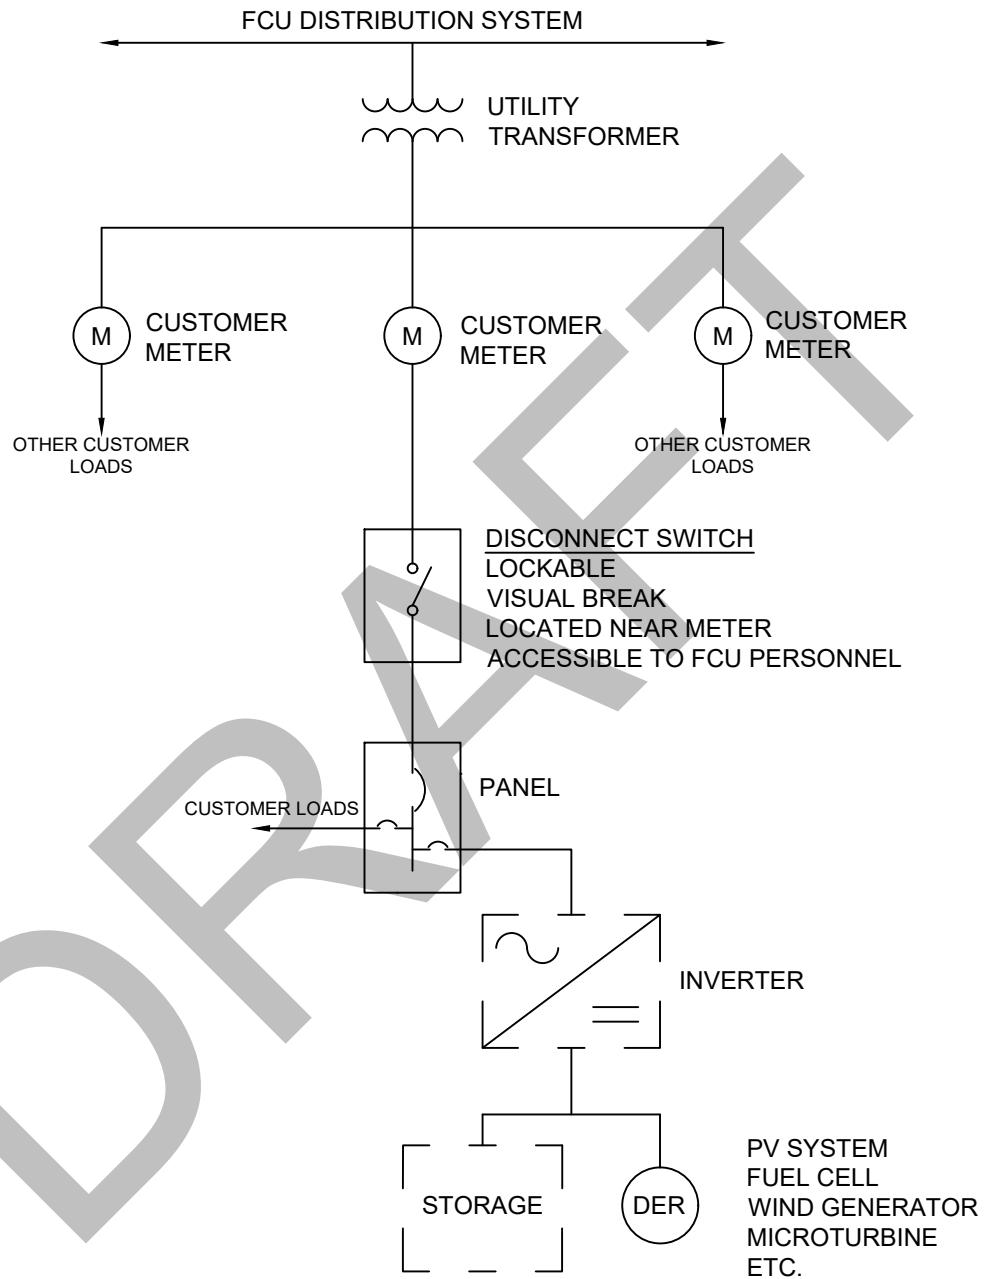 FCU DISTRIBUTION SYSTEM
UTILITY
TRANSFORMER
M
CUSTOMER
METER
M
CUSTOMER
METER
M
CUSTOMER
METER
OTHER CUSTOMER
LOADS
OTHER CUSTOMER
LOADS
DISCONNECT SWITCH
LOCKABLE
VISUAL BREAK
LOCATED NEAR METER
ACCESSIBLE TO FCU PERSONNEL
PANEL
CUSTOMER LOADS
INVERTER
STORAGE
DER
PV SYSTEM
FUEL CELL
WIND GENERATOR
MICROTURBINE
ETC.
DRAFT